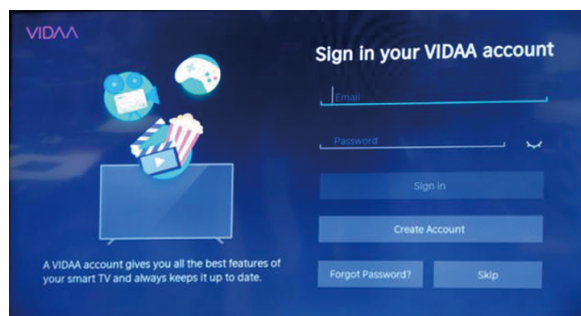 VIDAA
Sign in your VIDAA account
Email
Password
Sign in
Create Account
Forgot Password?
Skip
A VIDAA account gives you all the best features of
your smart TV and always keeps it up to date.